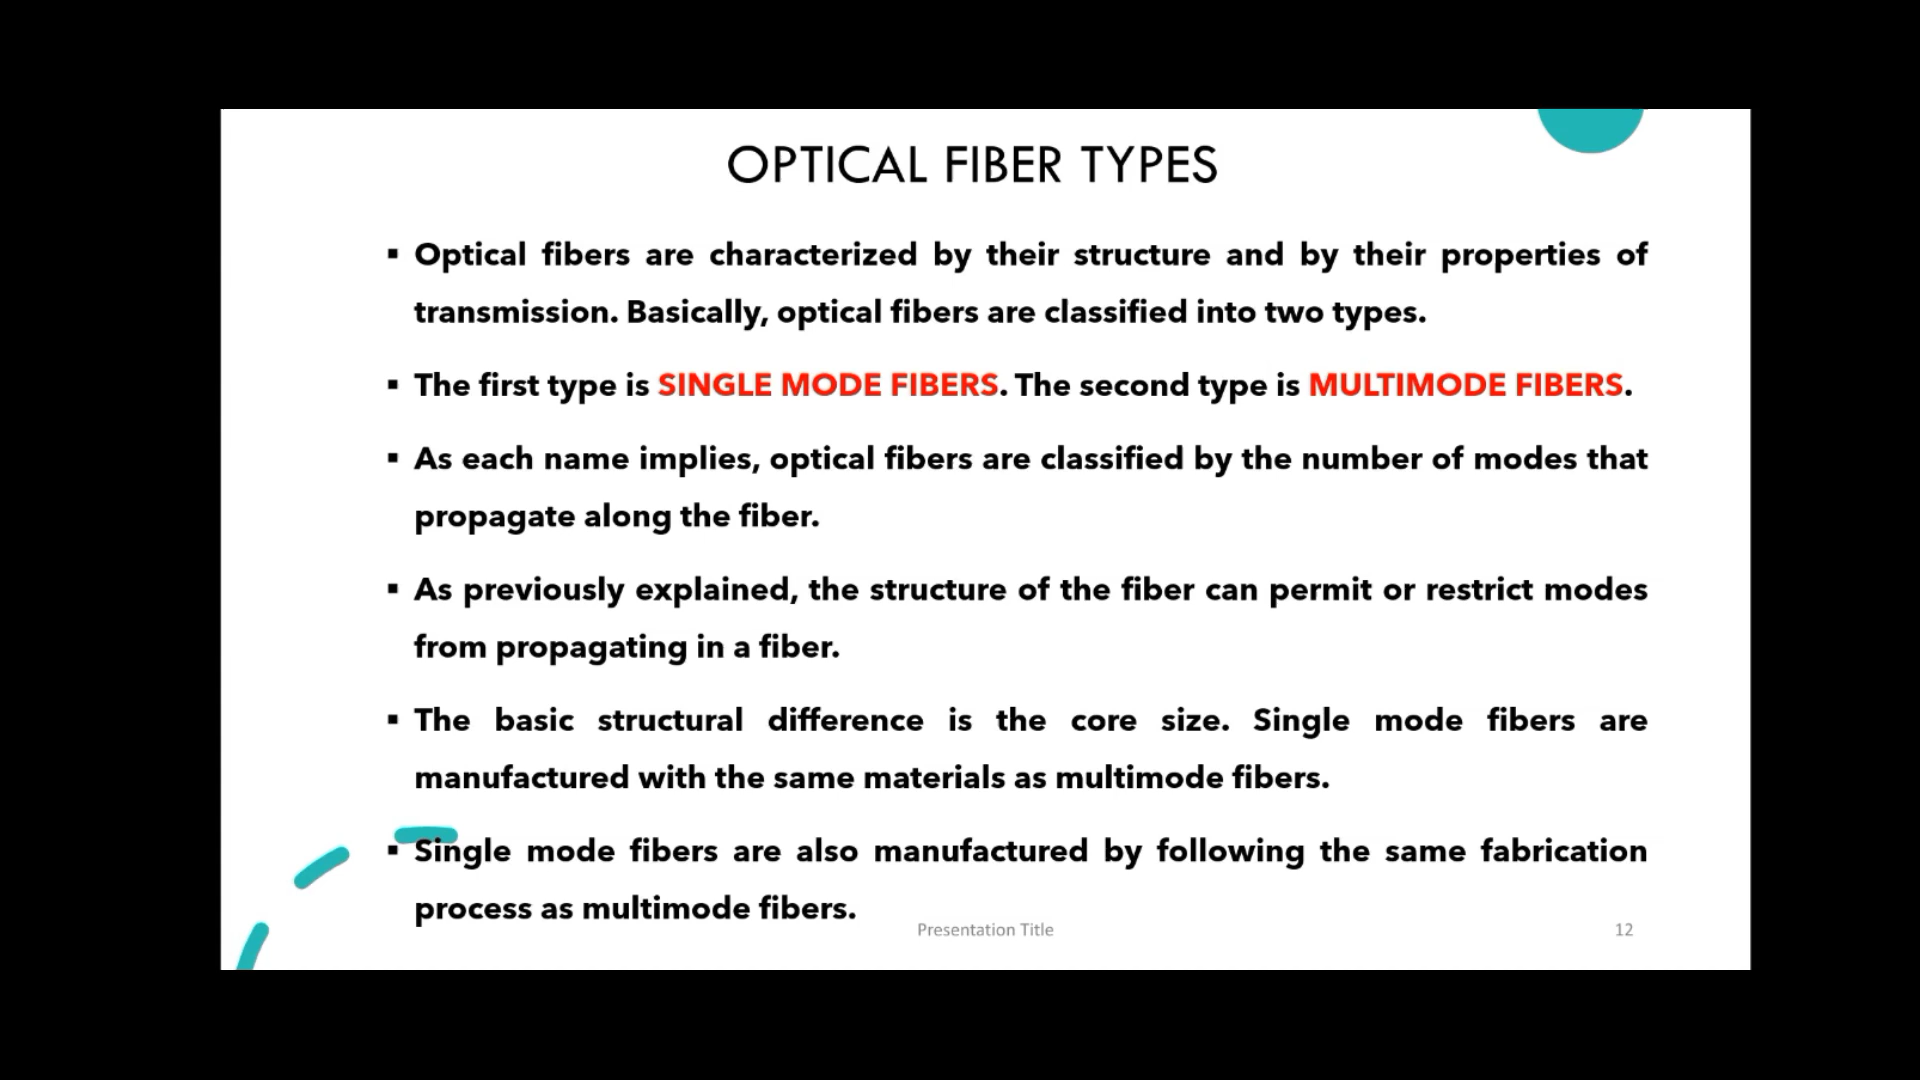 OPTICAL FIBER TYPES
▪ Optical fibers are characterized by their structure and by their properties of
transmission. Basically, optical fibers are classified into two types.
▪ The first type is SINGLE MODE FIBERS. The second type is MULTIMODE FIBERS.
▪ As each name implies, optical fibers are classified by the number of modes that
propagate along the fiber.
▪ As previously explained, the structure of the fiber can permit or restrict modes
from propagating in a fiber.
▪ The basic structural difference is the core size. Single mode fibers are
manufactured with the same materials as multimode fibers.
▪ Single mode fibers are also manufactured by following the same fabrication
process as multimode fibers.
Presentation Title
12